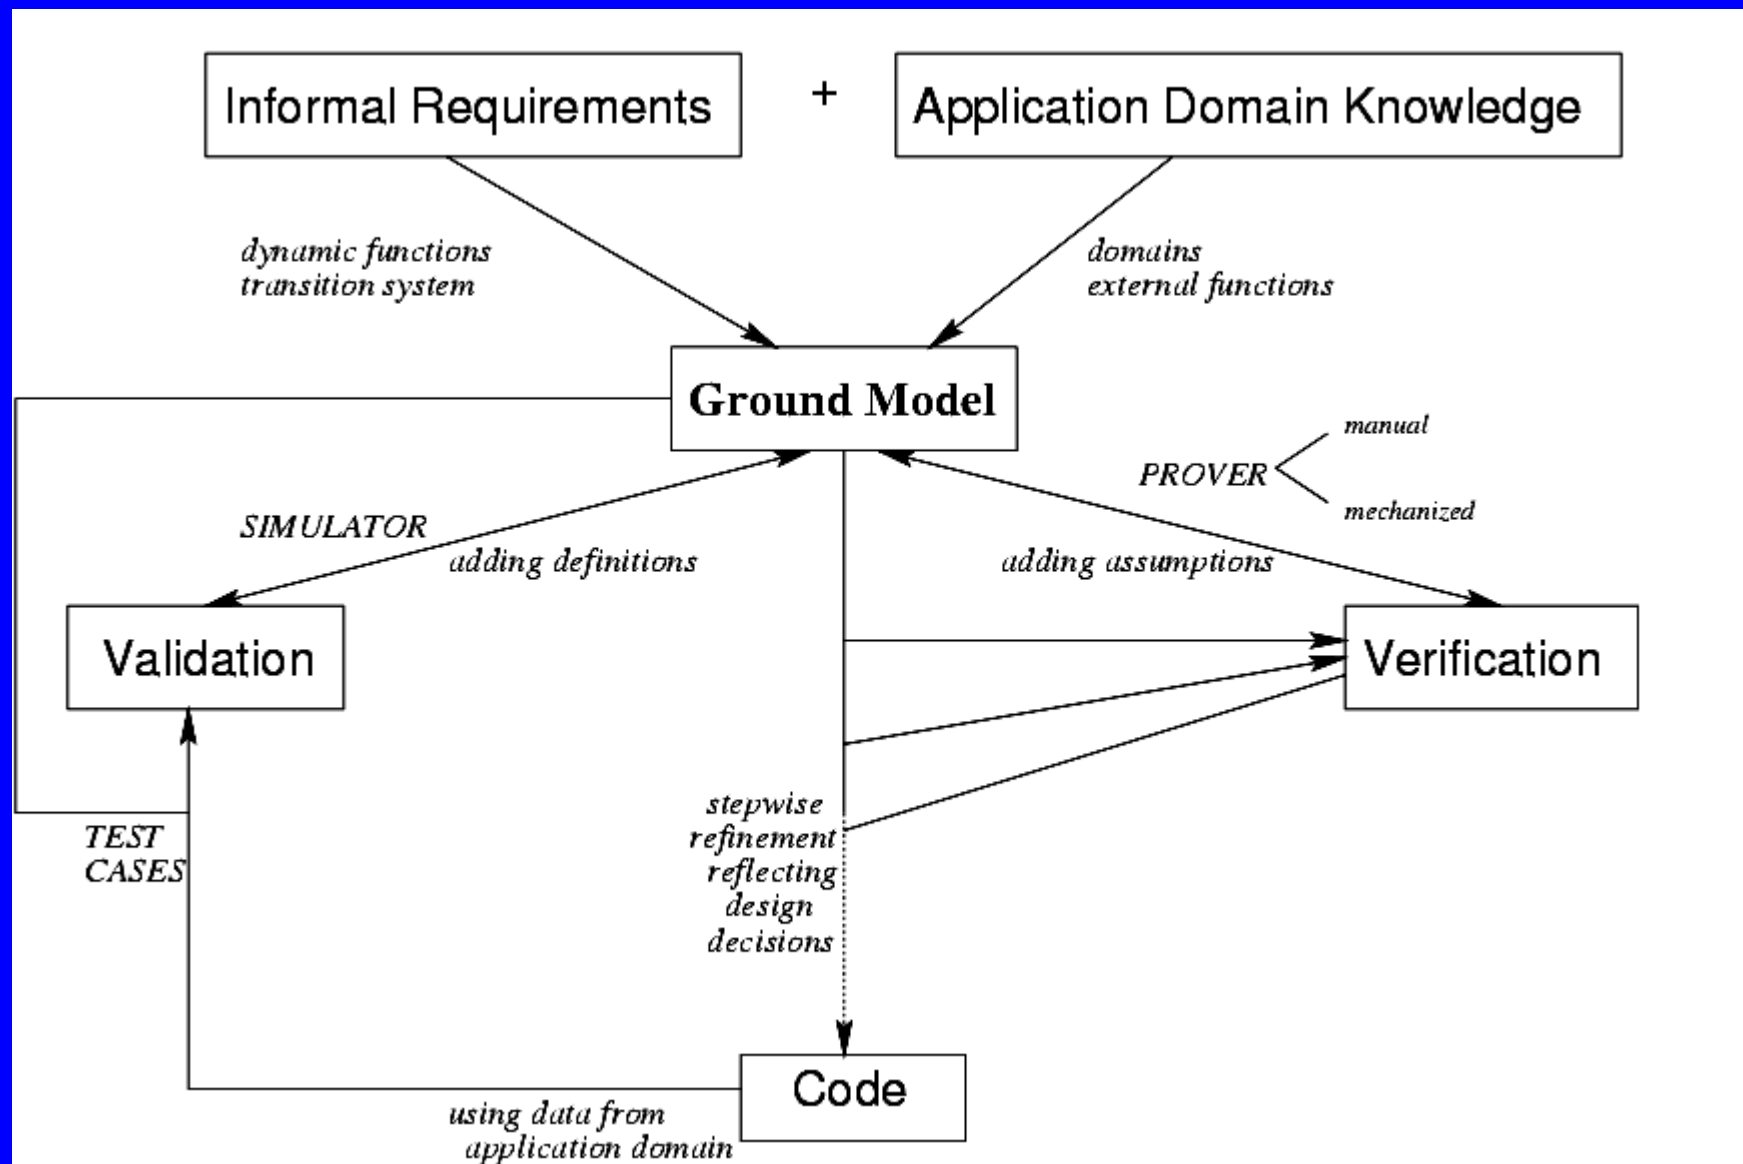 Informal Requirements
+
Application Domain Knowledge
dynamic functions
transition system
domains
external functions
Ground Model
manual
PROVER
mechanized
SIMULATOR
adding definitions
adding assumptions
Validation
Verification
stepwise
refinement
reflecting
design
decisions
TEST
CASES
Code
using data from
application domain